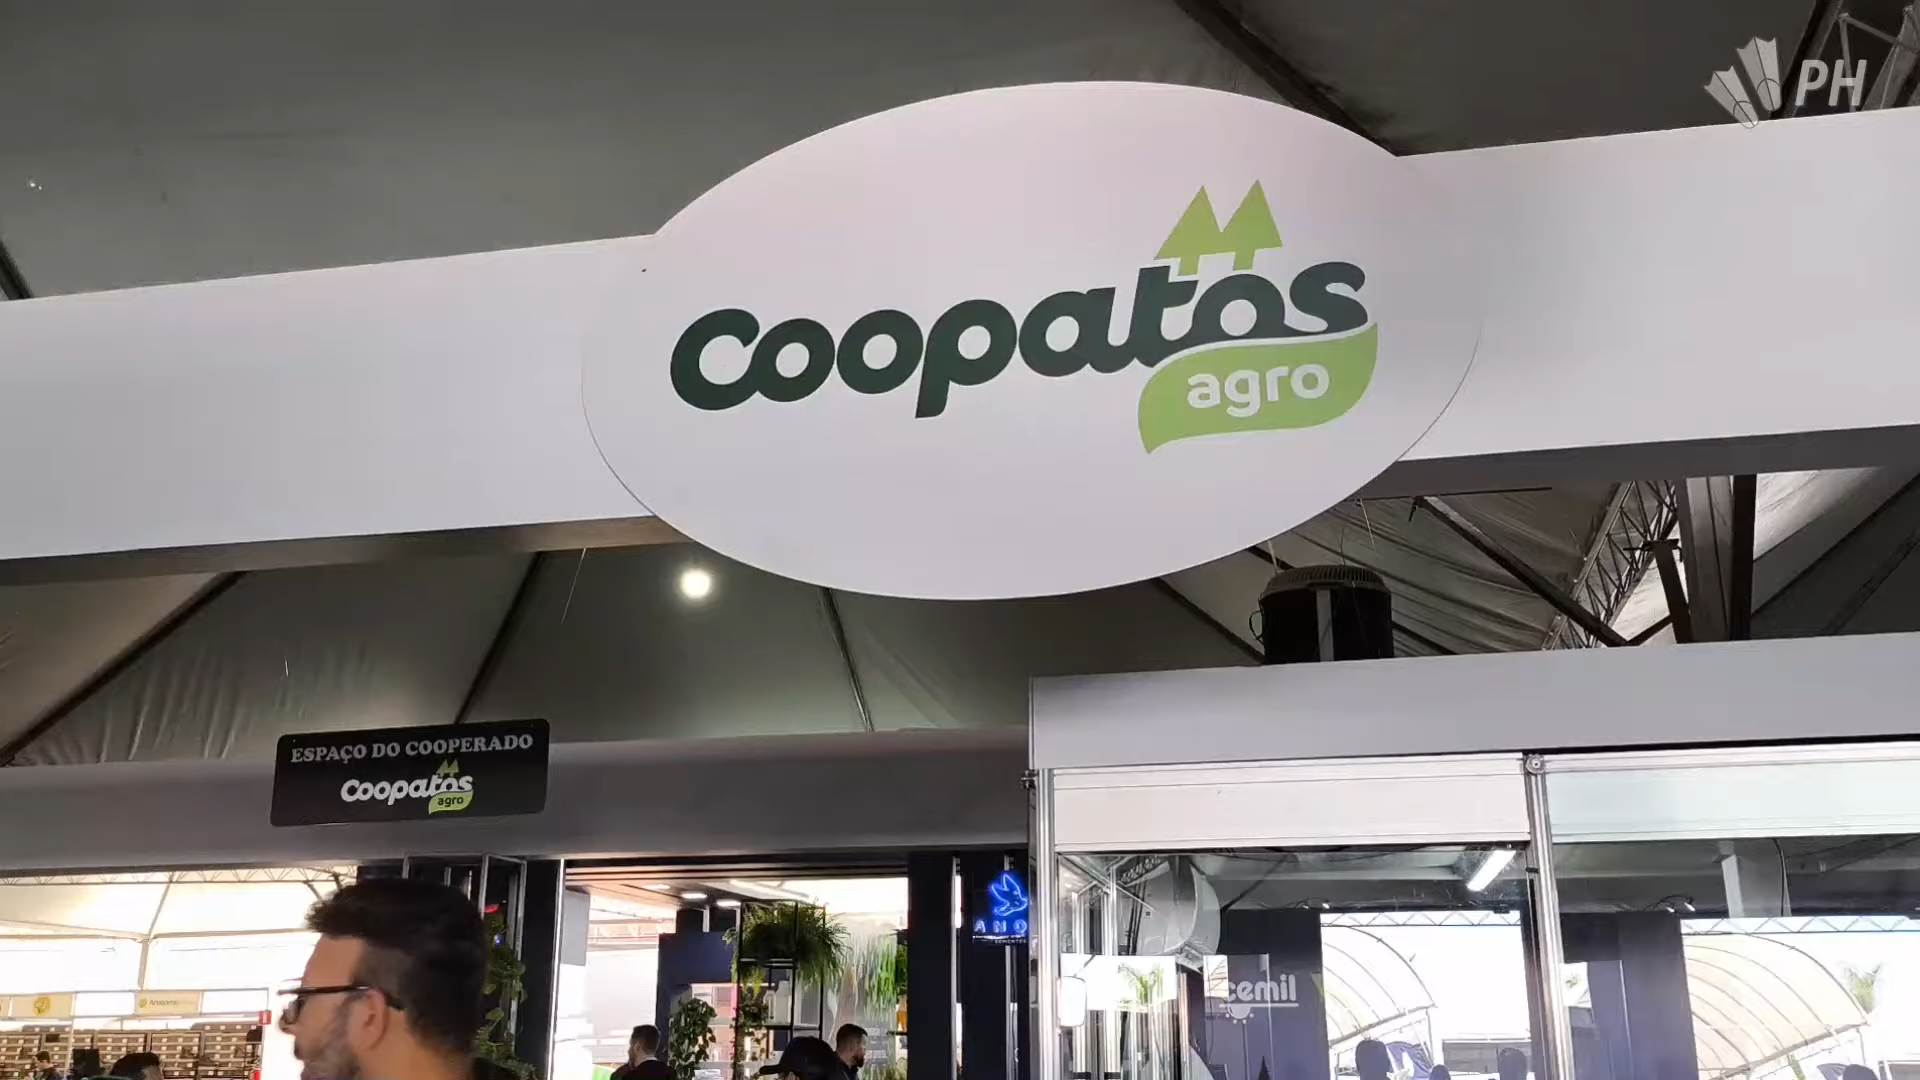 PH
Coopatos
agro
ESPAÇO DO COOPERADO
Coopatos
agro
cemil